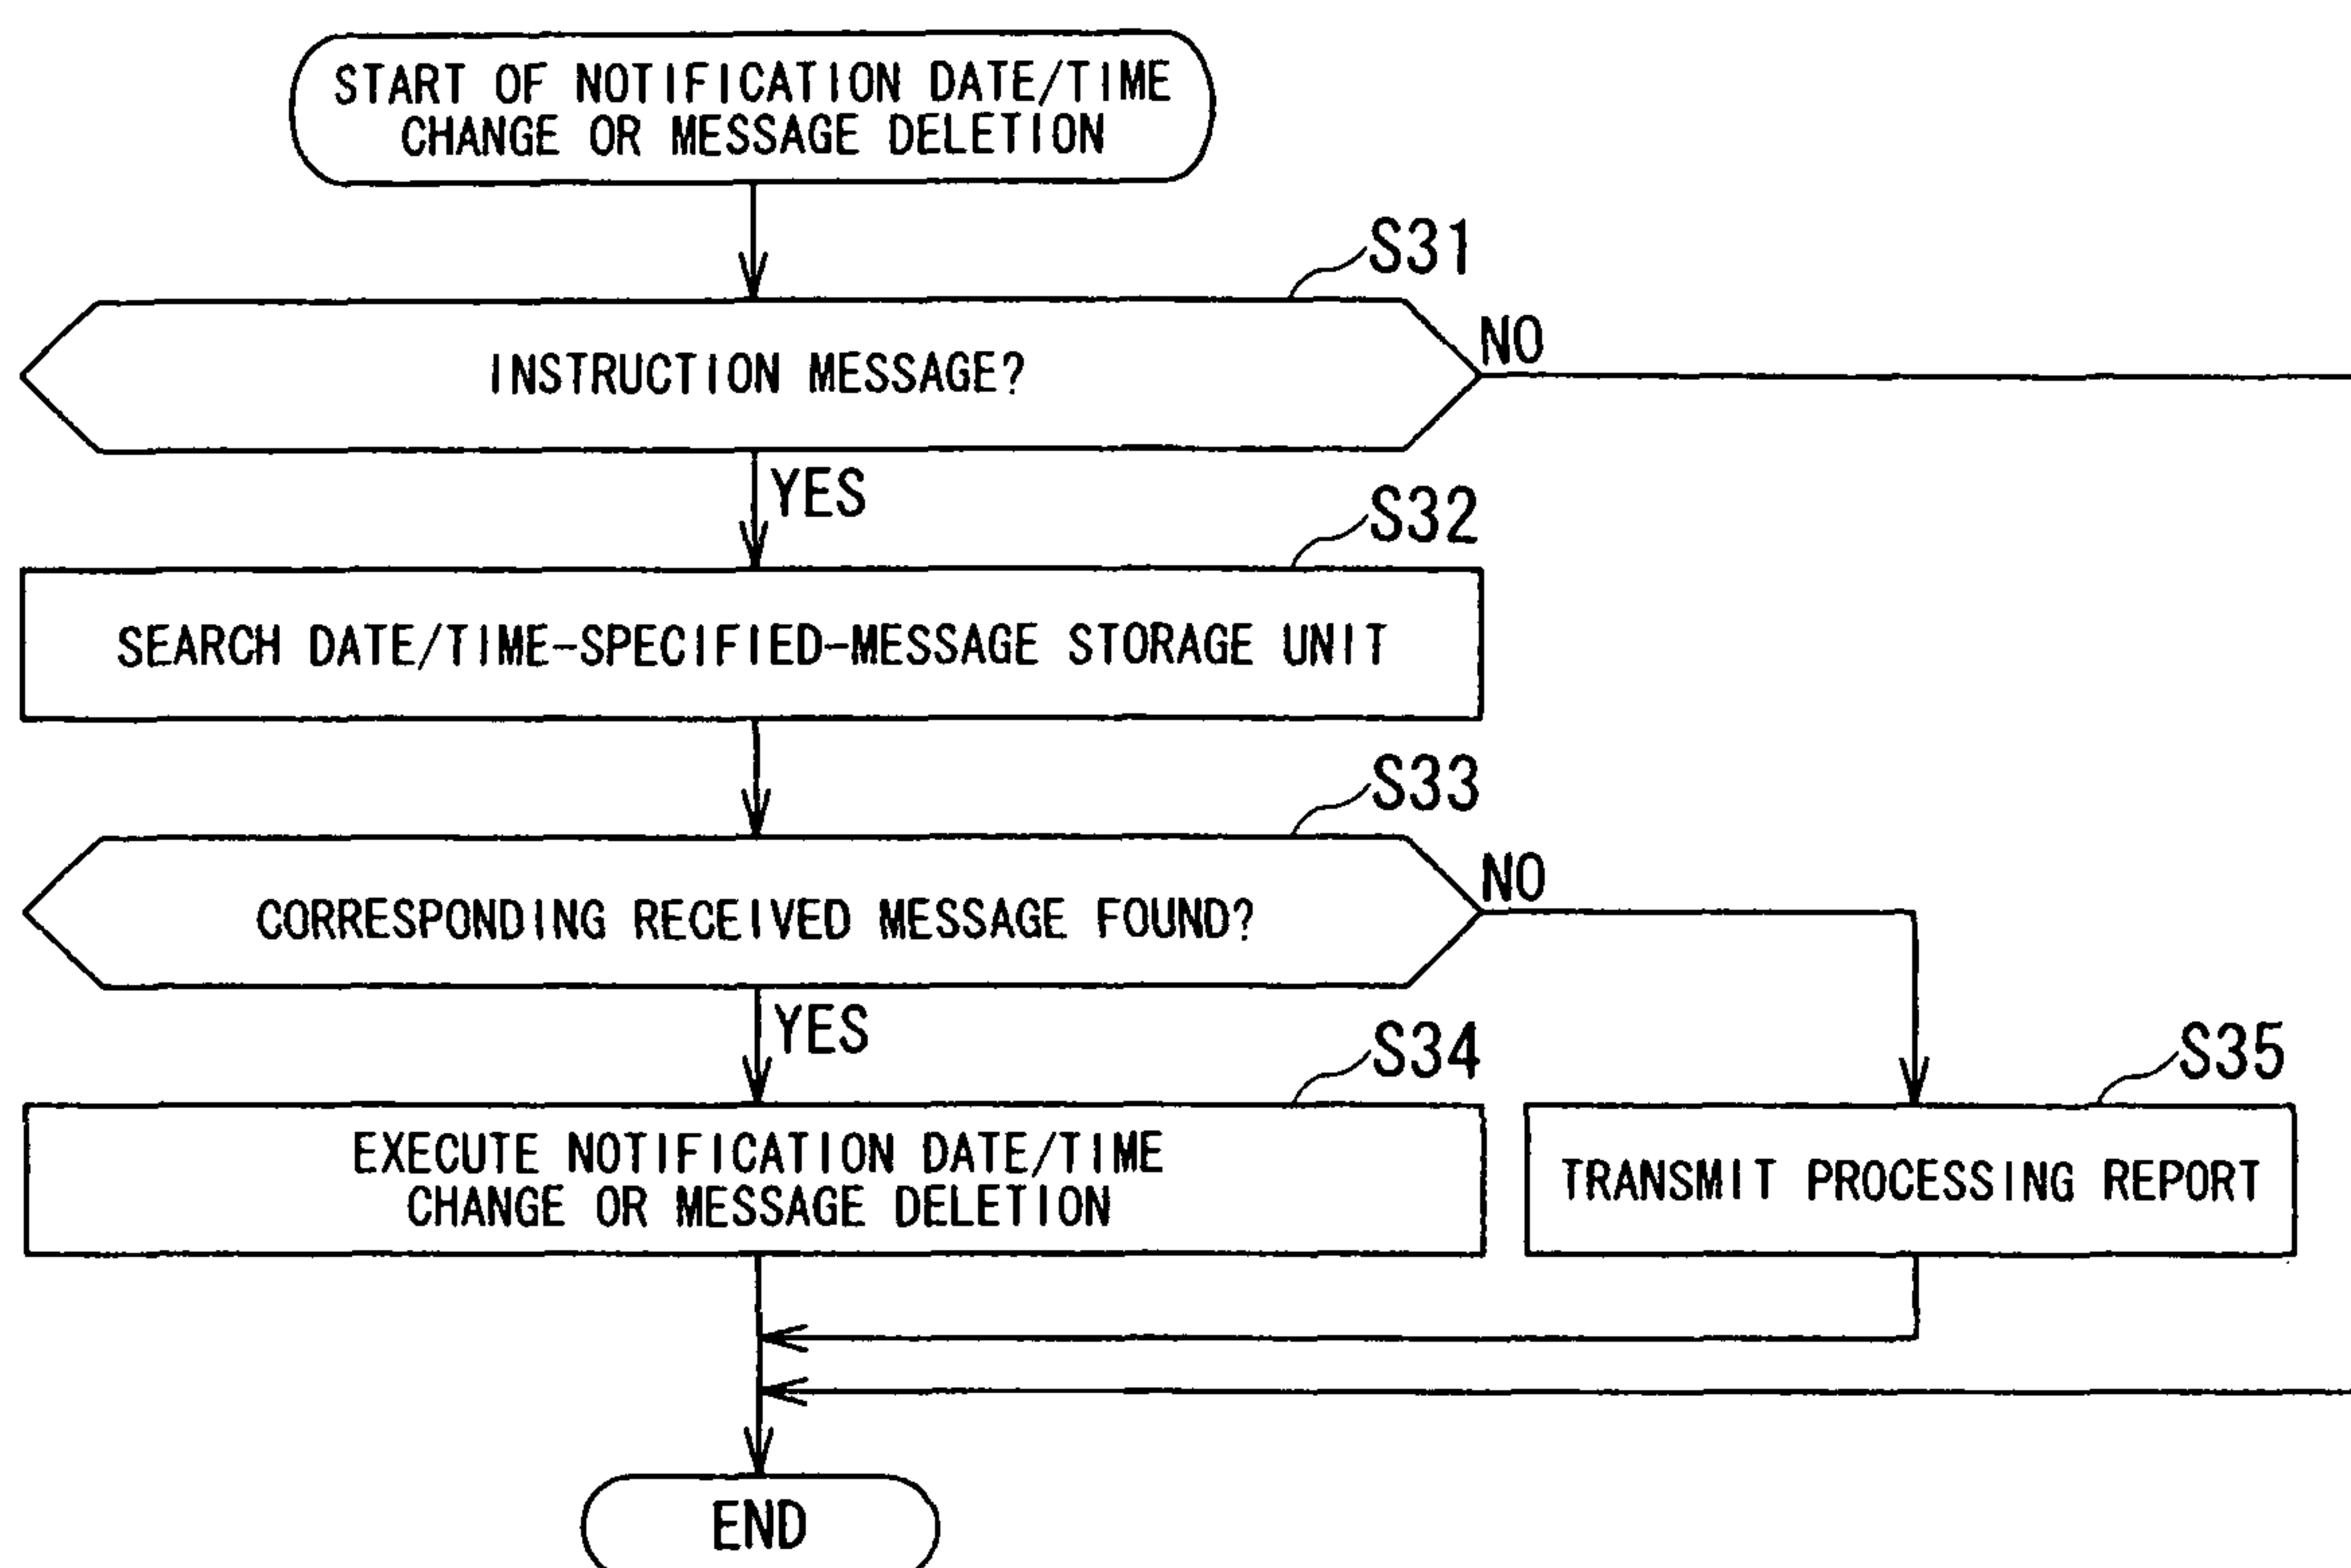 START OF NOTIFICATION DATE/TIME
CHANGE OR MESSAGE DELETION
S31
INSTRUCTION MESSAGE?
NO
YES
S32
SEARCH DATE/TIME-SPECIFIED-MESSAGE STORAGE UNIT
S33
CORRESPONDING RECEIVED MESSAGE FOUND?
NO
YES
S34
S35
EXECUTE NOTIFICATION DATE/TIME
CHANGE OR MESSAGE DELETION
TRANSMIT PROCESSING REPORT
END